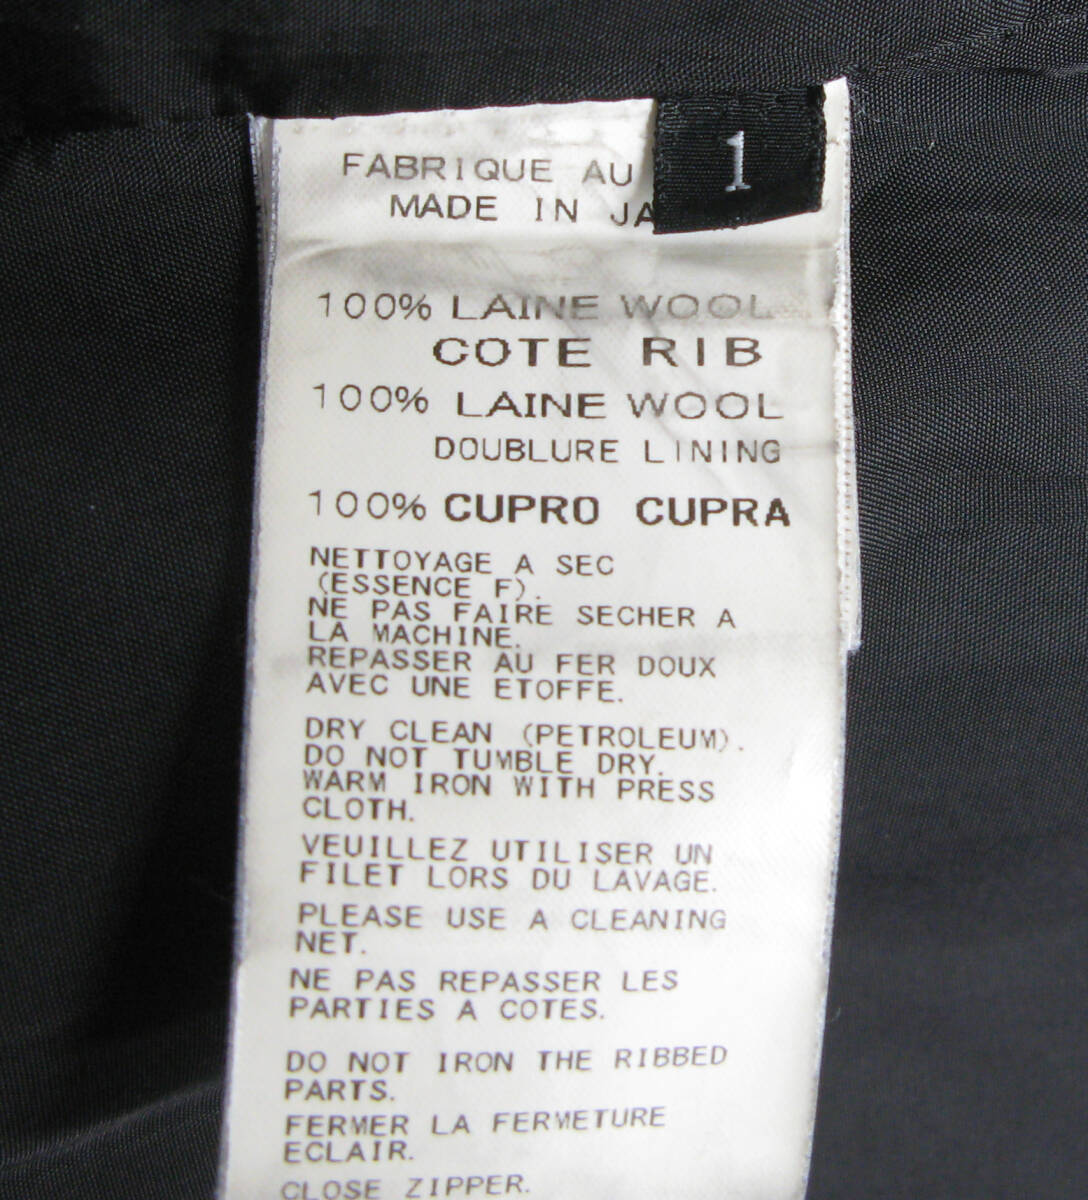 1
FABRIQUE AU
MADE IN JA
100% LAINE WOOL
COTE RIB
100% LAINE WOOL
DOUBLURE LINING
100% CUPRO CUPRA
NETTOYAGE A SEC
(ESSENCE F).
NE PAS FAIRE SECHER A
LA MACHINE.
REPASSER AU FER DOUX
AVEC UNE ETOFFE.
DRY CLEAN (PETROLEUM).
DO NOT TUMBLE DRY.
WARM IRON WITH PRESS
CLOTH.
VEUILLEZ UTILISER UN
FILET LORS DU LAVAGE.
PLEASE USE A CLEANING
NET.
NE PAS REPASSER LES
PARTIES A COTES.
DO NOT IRON THE RIBBED
PARTS.
FERMER LA FERMETURE
ECLAIR.
CLOSE ZIPPER.